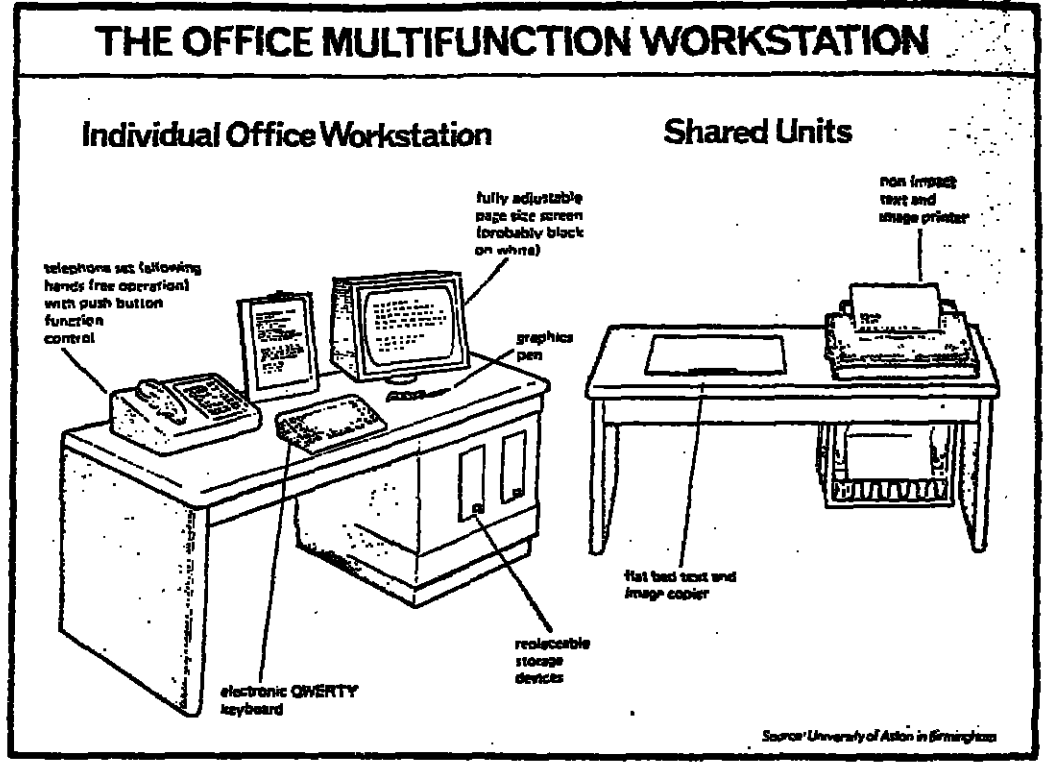 THE OFFICE MULTIFUNCTION WORKSTATION
Individual Office Workstation
Shared Units
telephone set (allowing
hands free operation)
with push button
function
control
fully adjustable
page size screen
(probably black
on white)
graphics
pen
electronic QWERTY
keyboard
replaceable
storage
devices
non impact
text and
image printer
flat bed text and
image copier
Source: University of Aston in Birmingham